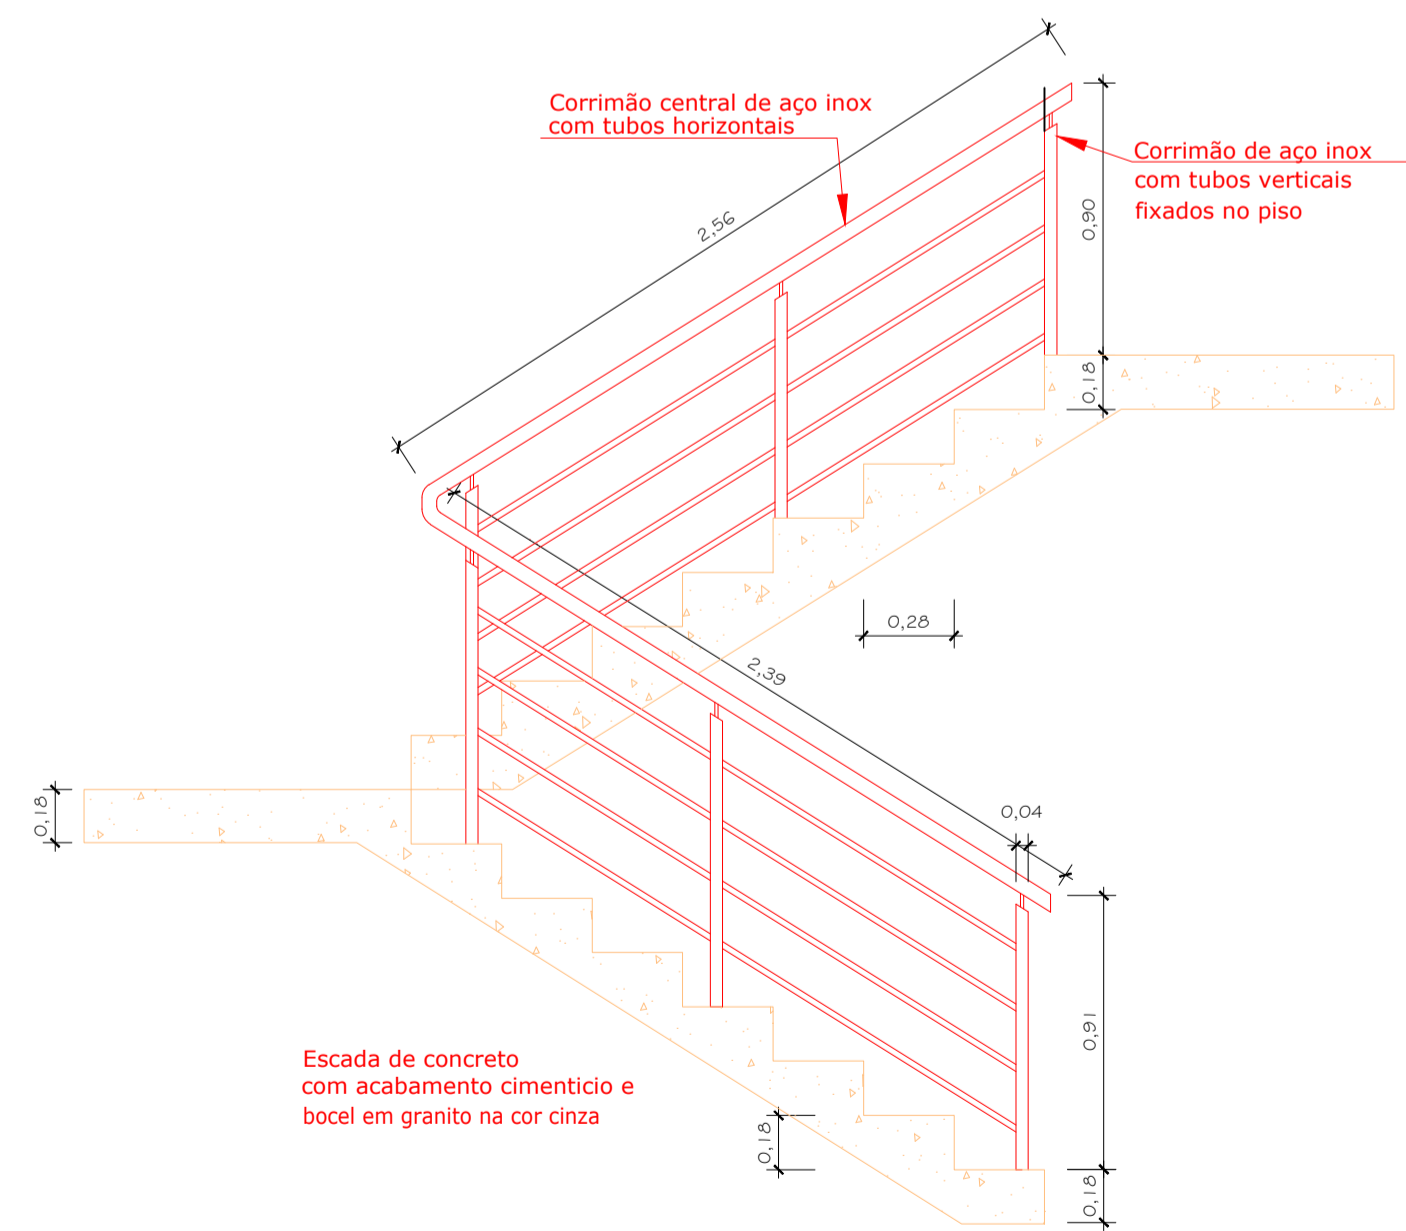 Corrimão central de aço inox
com tubos horizontais
Corrimão de aço inox
com tubos verticais
fixados no piso
2,56
0,90
0,18
0,28
2,39
0,18
0,04
0,91
Escada de concreto
com acabamento cimenticio e
bocel em granito na cor cinza
0,18
0,18